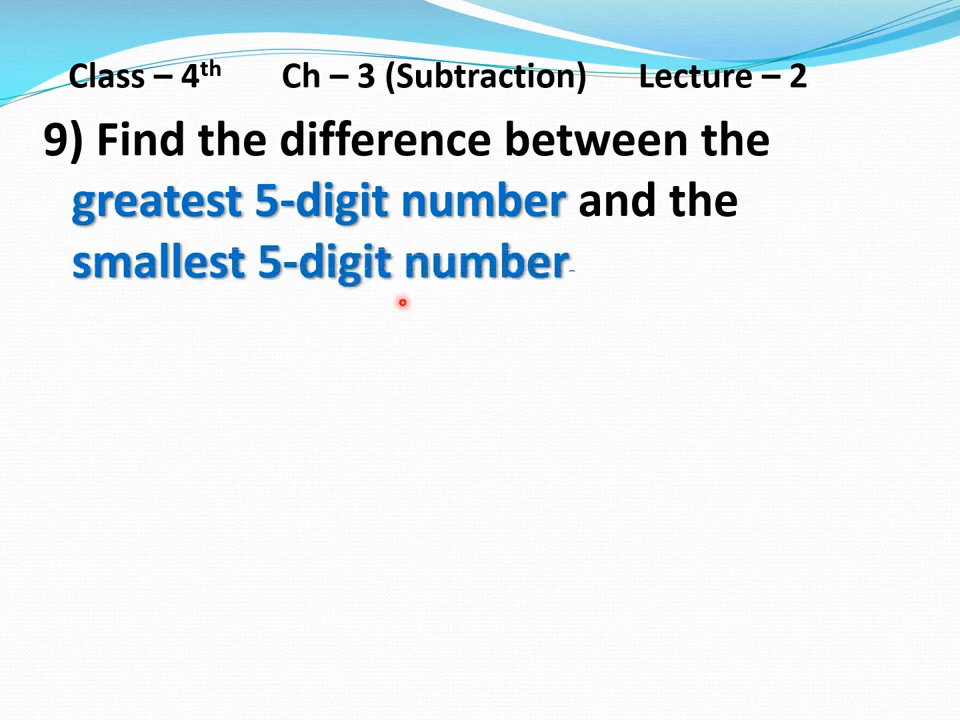 Class – 4th Ch – 3 (Subtraction) Lecture – 2
9) Find the difference between the
greatest 5-digit number and the
smallest 5-digit number